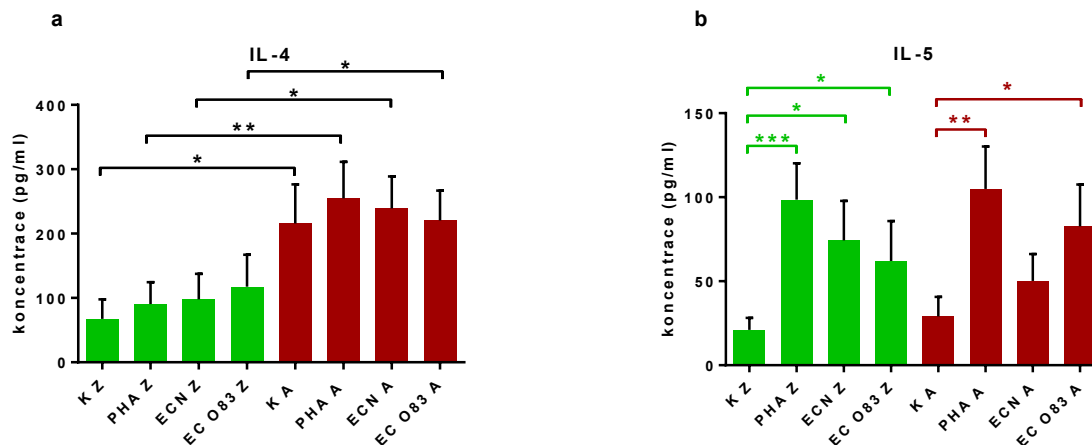 a
IL-4
*
*
**
*
koncentrace (pg/ml)
400
300
200
100
0
K Z
PHA Z
ECN Z
EC O83 Z
K A
PHA A
ECN A
EC O83 A
b
IL-5
*
*
*
***
**
koncentrace (pg/ml)
150
100
50
0
K Z
PHA Z
ECN Z
EC O83 Z
K A
PHA A
ECN A
EC O83 A